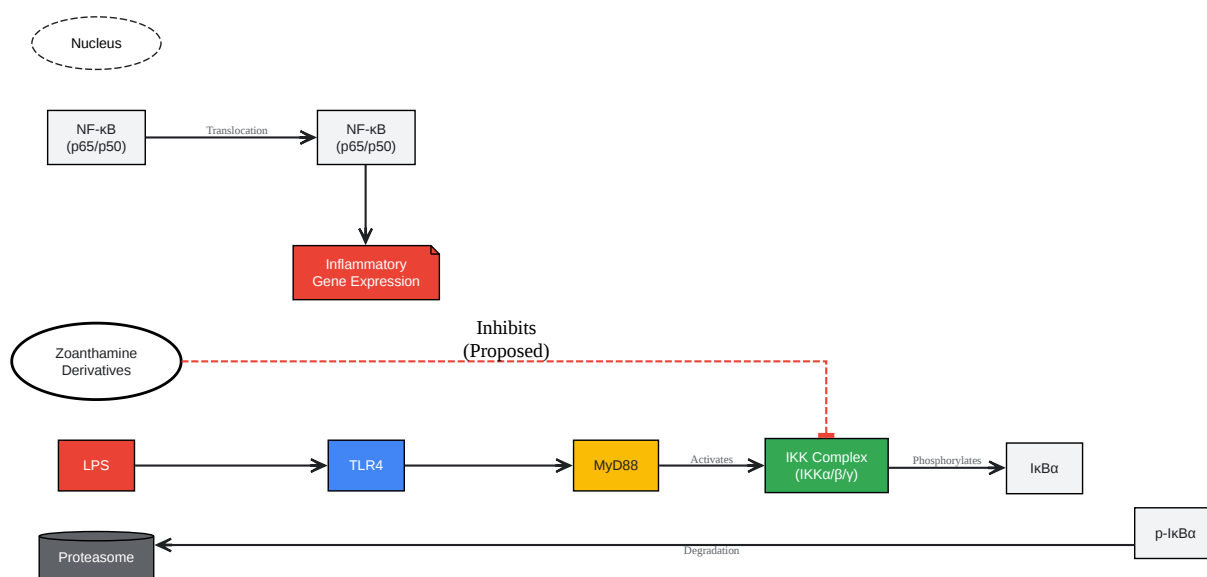 Nucleus
NF-κB
(p65/p50)
Translocation
NF-κB
(p65/p50)
Inflammatory
Gene Expression
Zoanthamine
Derivatives
Inhibits
(Proposed)
LPS
TLR4
MyD88
Activates
IKK Complex
(IKKα/β/γ)
Phosphorylates
IκBα
Proteasome
Degradation
p-IκBα